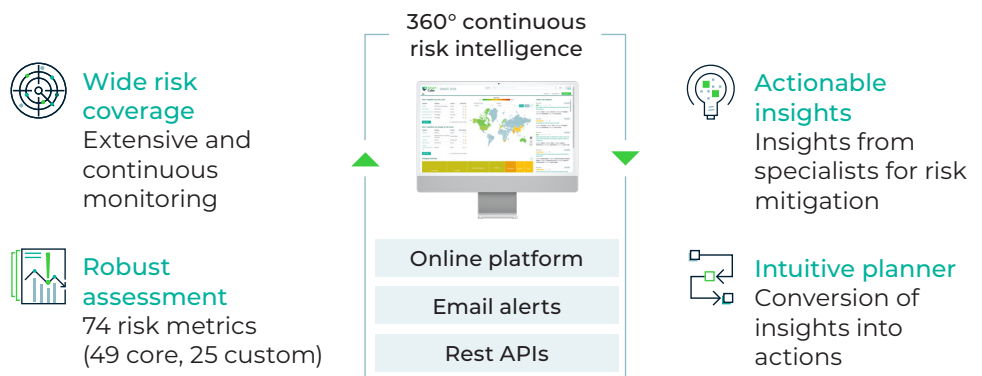 360° continuous
risk intelligence
Wide risk
coverage
Extensive and
continuous
monitoring
Robust
assessment
74 risk metrics
(49 core, 25 custom)
Online platform
Email alerts
Rest APIs
Actionable
insights
Insights from
specialists for risk
mitigation
Intuitive planner
Conversion of
insights into
actions